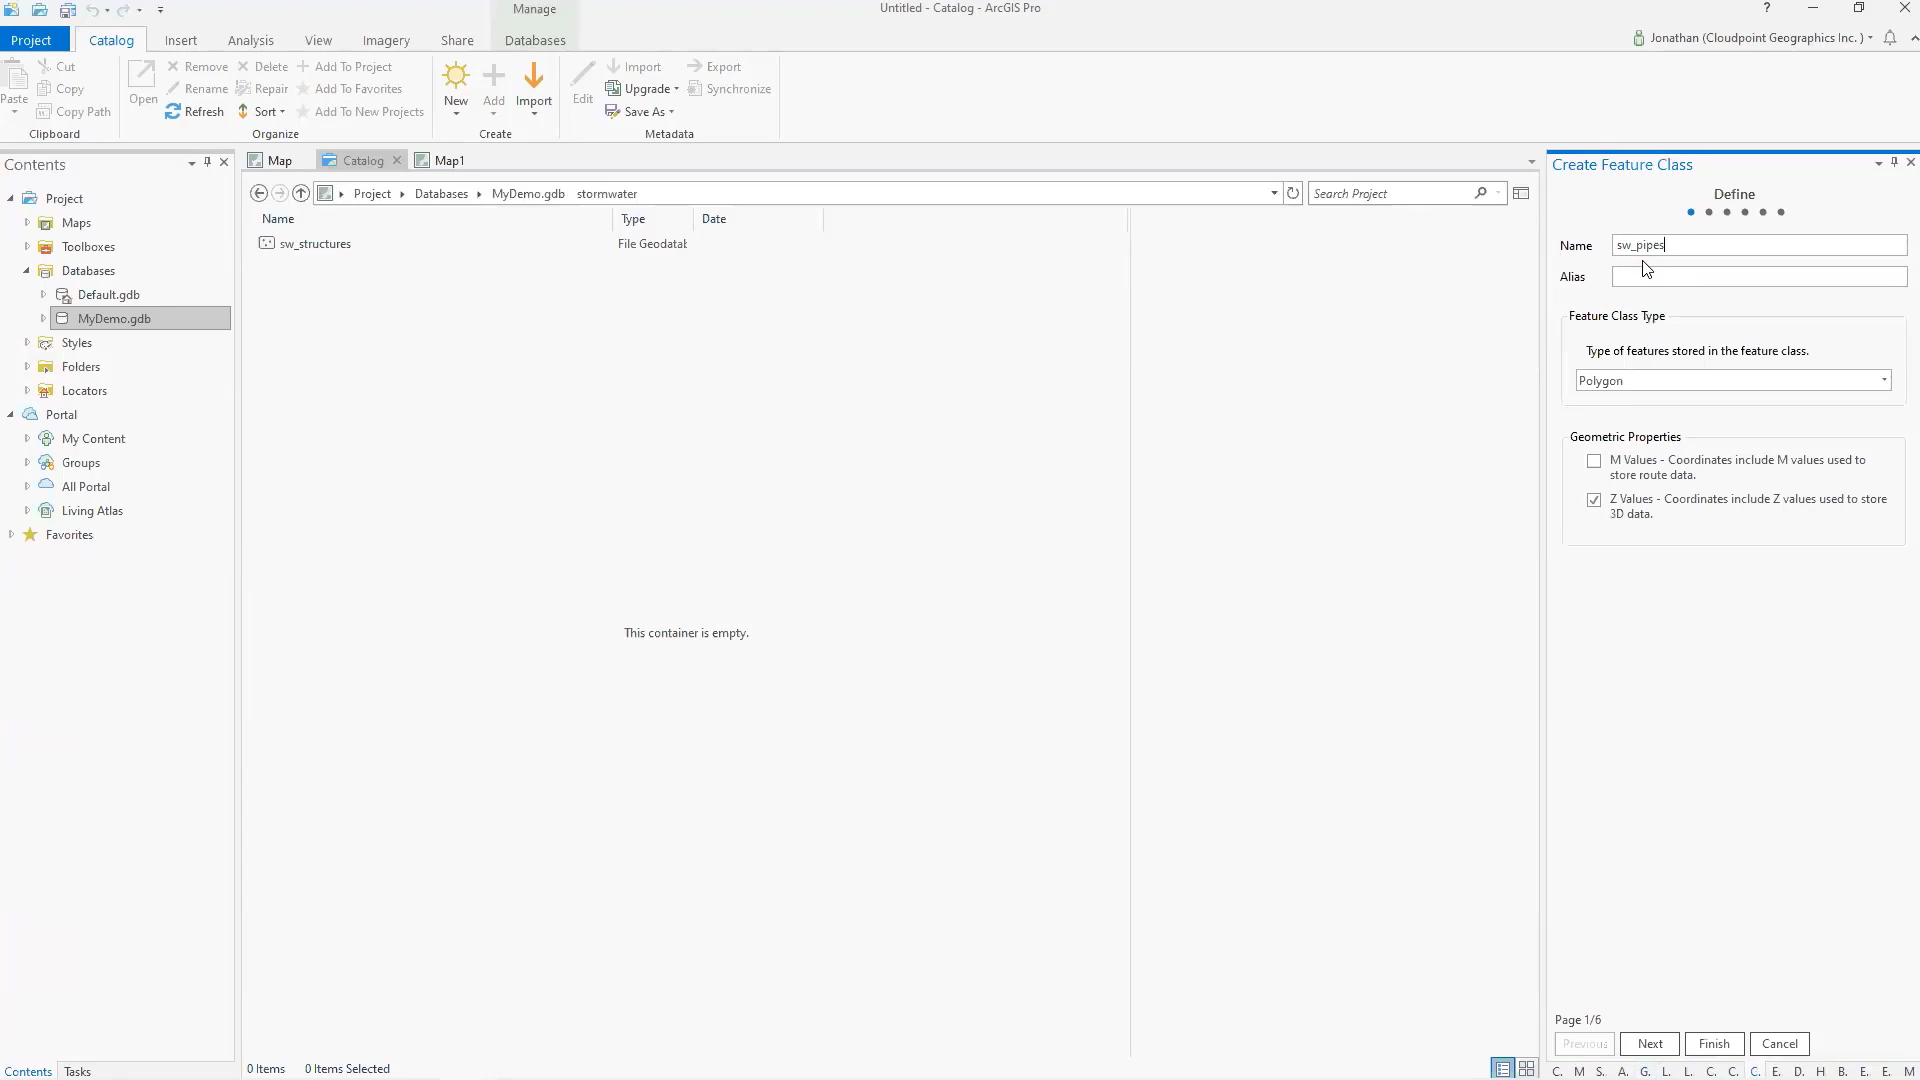 Manage
Untitled - Catalog - ArcGIS Pro
?
Project
Catalog
Insert
Analysis
View
Imagery
Share
Databases
Jonathan (Cloudpoint Geographics Inc. )
Paste
Cut
Copy
Copy Path
Clipboard
Open
Remove
Rename
Refresh
Delete
Repair
Sort
Add To Project
Add To Favorites
Add To New Projects
Organize
New
Add
Import
Create
Edit
Import
Upgrade
Save As
Export
Synchronize
Metadata
Contents
Project
Maps
Toolboxes
Databases
Default.gdb
MyDemo.gdb
Styles
Folders
Locators
Portal
My Content
Groups
All Portal
Living Atlas
Favorites
Contents
Tasks
Map
Catalog
Map1
Project
Databases
MyDemo.gdb
stormwater
Search Project
Name
Type
Date
sw_structures
File Geodatab
This container is empty.
0 Items
0 Items Selected
Create Feature Class
Define
Name
sw_pipes
Alias
Feature Class Type
Type of features stored in the feature class.
Polygon
Geometric Properties
M Values - Coordinates include M values used to
store route data.
Z Values - Coordinates include Z values used to store
3D data.
Page 1/6
Previous
Next
Finish
Cancel
C. M S. A. G. L. L. C. C. C. E. D. H B. E. E. M